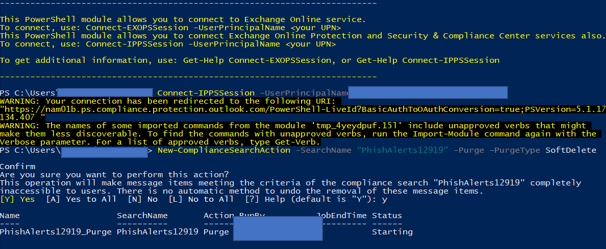 ----------------------------------------------------------------------------
This PowerShell module allows you to connect to Exchange Online service.
To connect, use: Connect-EXOPSSession -UserPrincipalName <your UPN>
This PowerShell module allows you to connect Exchange Online Protection and Security & Compliance Center services also.
To connect, use: Connect-IPPSSession -UserPrincipalName <your UPN>
To get additional information, use: Get-Help Connect-EXOPSSession, or Get-Help Connect-IPPSSession
----------------------------------------------------------------------------
PS C:\Users\ Connect-IPPSSession -UserPrincipalName
WARNING: Your connection has been redirected to the following URI:
"https://nam01b.ps.compliance.protection.outlook.com/PowerShell-LiveId?BasicAuthToOAuthConversion=true;PSVersion=5.1.17
134.407 "
WARNING: The names of some imported commands from the module 'tmp_4yeydpuf.15l' include unapproved verbs that might
make them less discoverable. To find the commands with unapproved verbs, run the Import-Module command again with the
Verbose parameter. For a list of approved verbs, type Get-Verb.
PS C:\Users\ > New-ComplianceSearchAction -SearchName "PhishAlerts12919" -Purge -PurgeType SoftDelete
Confirm
Are you sure you want to perform this action?
This operation will make message items meeting the criteria of the compliance search "PhishAlerts12919" completely
inaccessible to users. There is no automatic method to undo the removal of these message items.
[Y] Yes [A] Yes to All [N] No [L] No to All [?] Help (default is "Y"): y
Name SearchName Action RunBy JobEndTime Status
---- ---------- ------ ----- ---------- ------
PhishAlerts12919_Purge PhishAlerts12919 Purge Starting